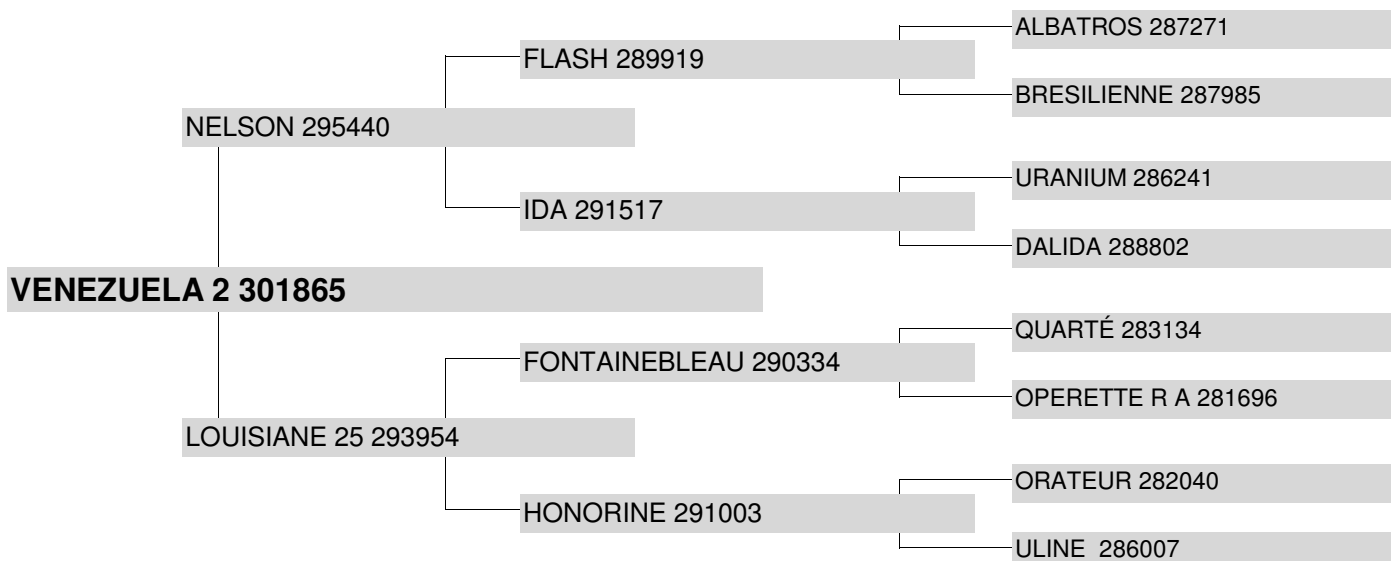 ALBATROS 287271
FLASH 289919
BRESILIENNE 287985
NELSON 295440
URANIUM 286241
IDA 291517
DALIDA 288802
VENEZUELA 2 301865
QUARTÉ 283134
FONTAINEBLEAU 290334
OPERETTE R A 281696
LOUISIANE 25 293954
ORATEUR 282040
HONORINE 291003
ULINE 286007